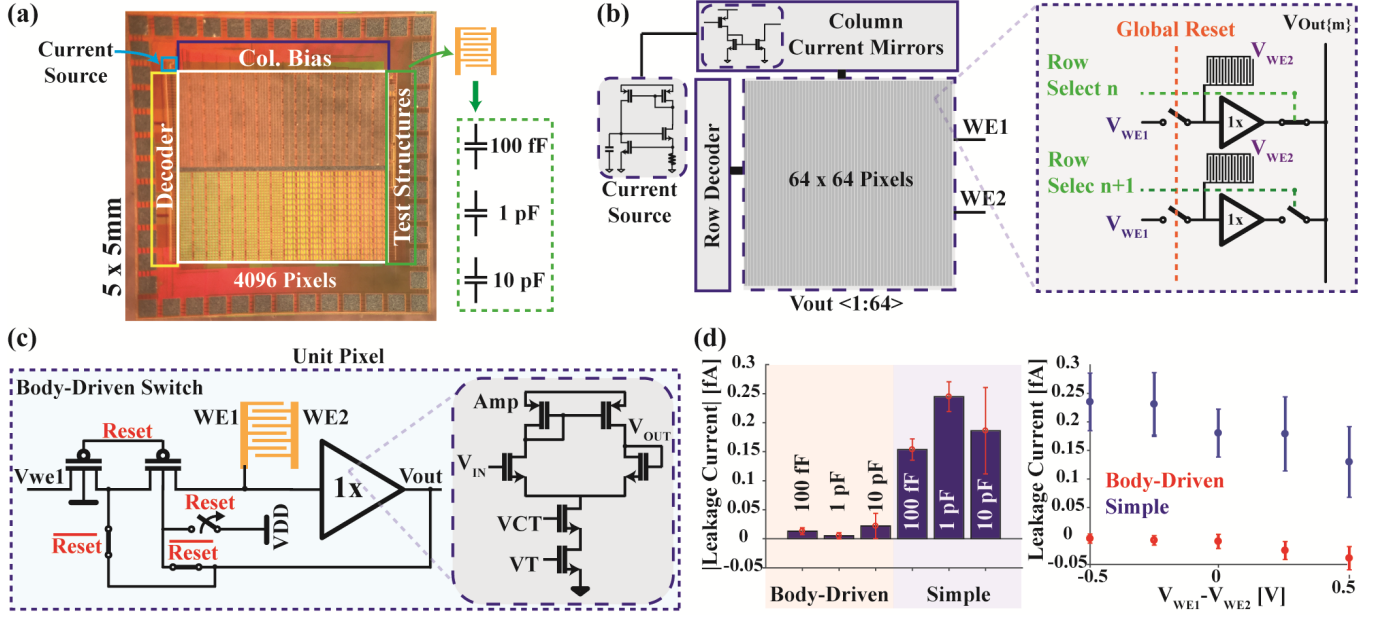 (a)
Current
Source
Col. Bias
Decoder
Test Structures
4096 Pixels
5 x 5mm
100 fF
1 pF
10 pF
(b)
Column
Current Mirrors
Current
Source
Row Decoder
64 x 64 Pixels
WE1
WE2
Vout <1:64>
Global Reset
VOut{m}
Row
Select n
VWE2
VWE1
1x
Row
Selec n+1
VWE2
VWE1
1x
(c)
Unit Pixel
Body-Driven Switch
Reset
Vwe1
WE1
WE2
1x
Vout
Reset
VDD
Reset
Reset
Amp
VOUT
VIN
VCT
VT
(d)
|Leakage Current| [fA]
0.3
0.25
0.2
0.15
0.1
0.05
0
-0.05
100 fF
1 pF
10 pF
100 fF
1 pF
10 pF
Body-Driven
Simple
Leakage Current [fA]
0.3
0.25
0.2
0.15
0.1
0.05
0
-0.05
Body-Driven
Simple
-0.5
0
0.5
VWE1-VWE2 [V]